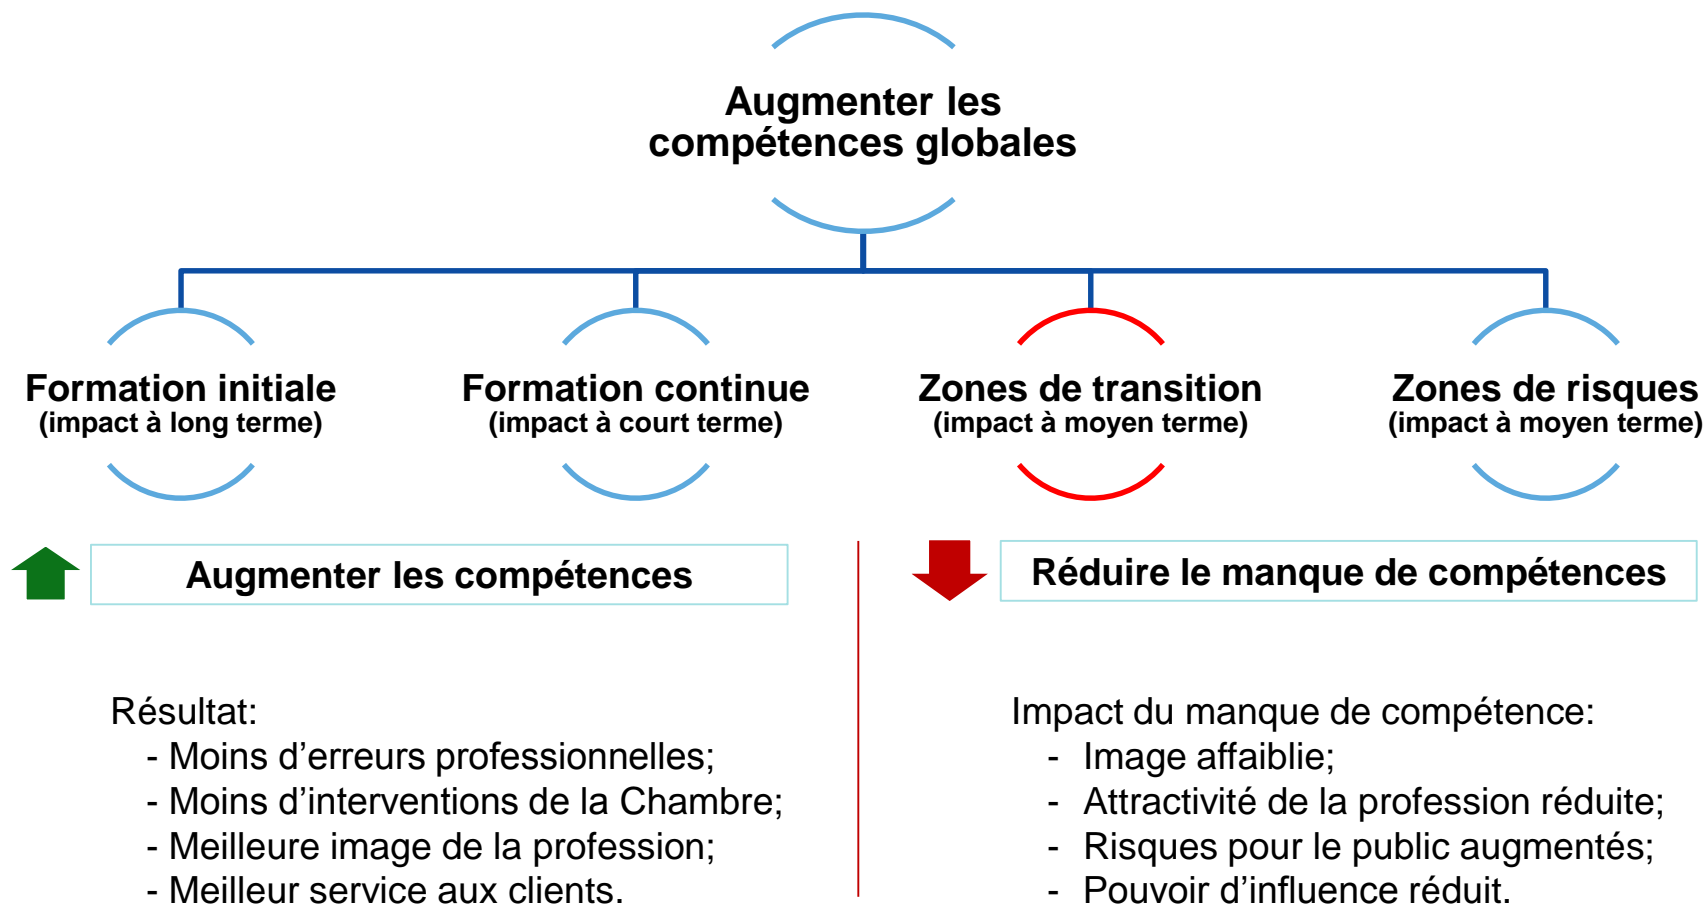 Augmenter les
compétences globales
Formation initiale
(impact à long terme)
Formation continue
(impact à court terme)
Zones de transition
(impact à moyen terme)
Zones de risques
(impact à moyen terme)
Augmenter les compétences
Résultat:
- Moins d’erreurs professionnelles;
- Moins d’interventions de la Chambre;
- Meilleure image de la profession;
- Meilleur service aux clients.
Réduire le manque de compétences
Impact du manque de compétence:
- Image affaiblie;
- Attractivité de la profession réduite;
- Risques pour le public augmentés;
- Pouvoir d’influence réduit.